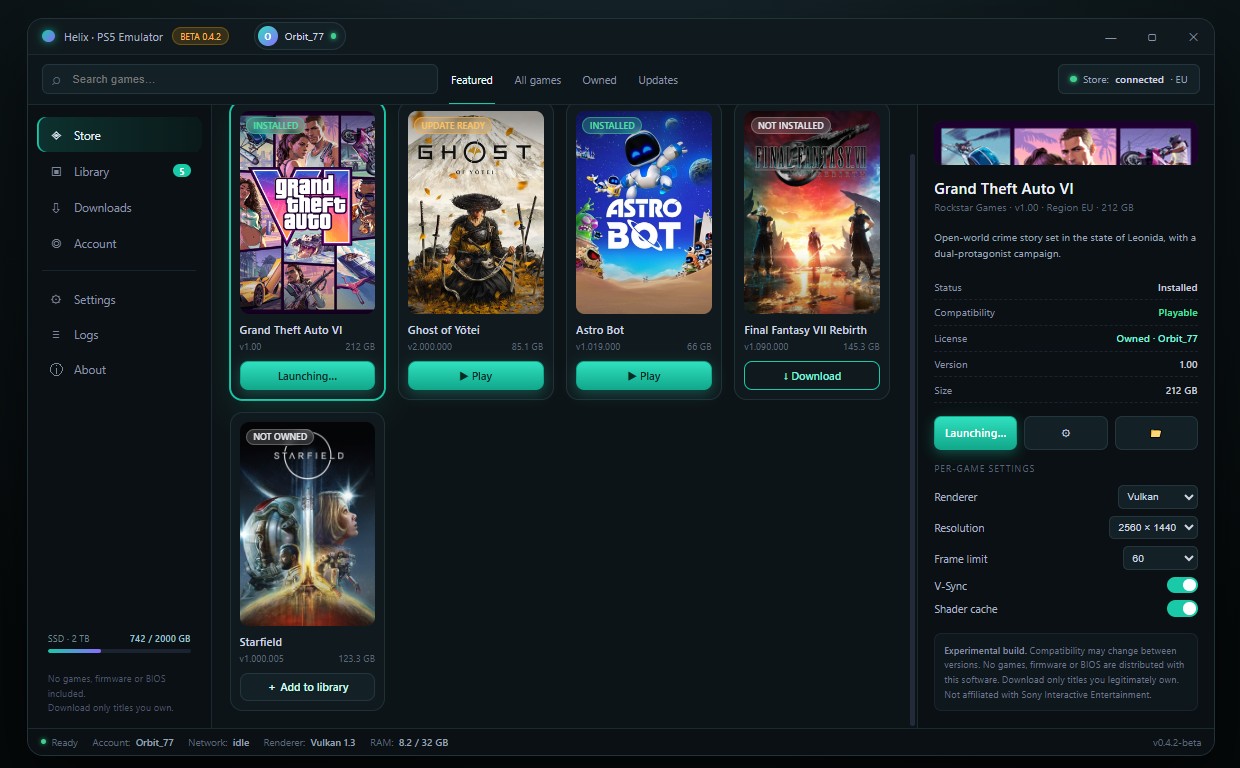 Helix · PS5 Emulator BETA 0.4.2 O Orbit_77
Search games...
Featured All games Owned Updates
Store: connected · EU
Store
Library 5
Downloads
Account
Settings
Logs
About
SSD · 2 TB 742 / 2000 GB
No games, firmware or BIOS
included.
Download only titles you own.
INSTALLED
grand
theft
auto
VI
Grand Theft Auto VI
v1.00 212 GB
Launching...
UPDATE READY
GHOST
OF YŌTEI
Ghost of Yōtei
v2.000.000 85.1 GB
▶ Play
INSTALLED
ASTRO
BOT
Astro Bot
v1.019.000 66 GB
▶ Play
NOT INSTALLED
FINAL FANTASY VII
Final Fantasy VII Rebirth
v1.090.000 145.3 GB
↓ Download
NOT OWNED
STARFIELD
Starfield
v1.000.005 123.3 GB
+ Add to library
Grand Theft Auto VI
Rockstar Games · v1.00 · Region EU · 212 GB
Open-world crime story set in the state of Leonida, with a
dual-protagonist campaign.
Status Installed
Compatibility Playable
License Owned · Orbit_77
Version 1.00
Size 212 GB
Launching...
PER-GAME SETTINGS
Renderer Vulkan
Resolution 2560 × 1440
Frame limit 60
V-Sync
Shader cache
Experimental build. Compatibility may change between
versions. No games, firmware or BIOS are distributed with
this software. Download only titles you legitimately own.
Not affiliated with Sony Interactive Entertainment.
Ready Account: Orbit_77 Network: idle Renderer: Vulkan 1.3 RAM: 8.2 / 32 GB
v0.4.2-beta